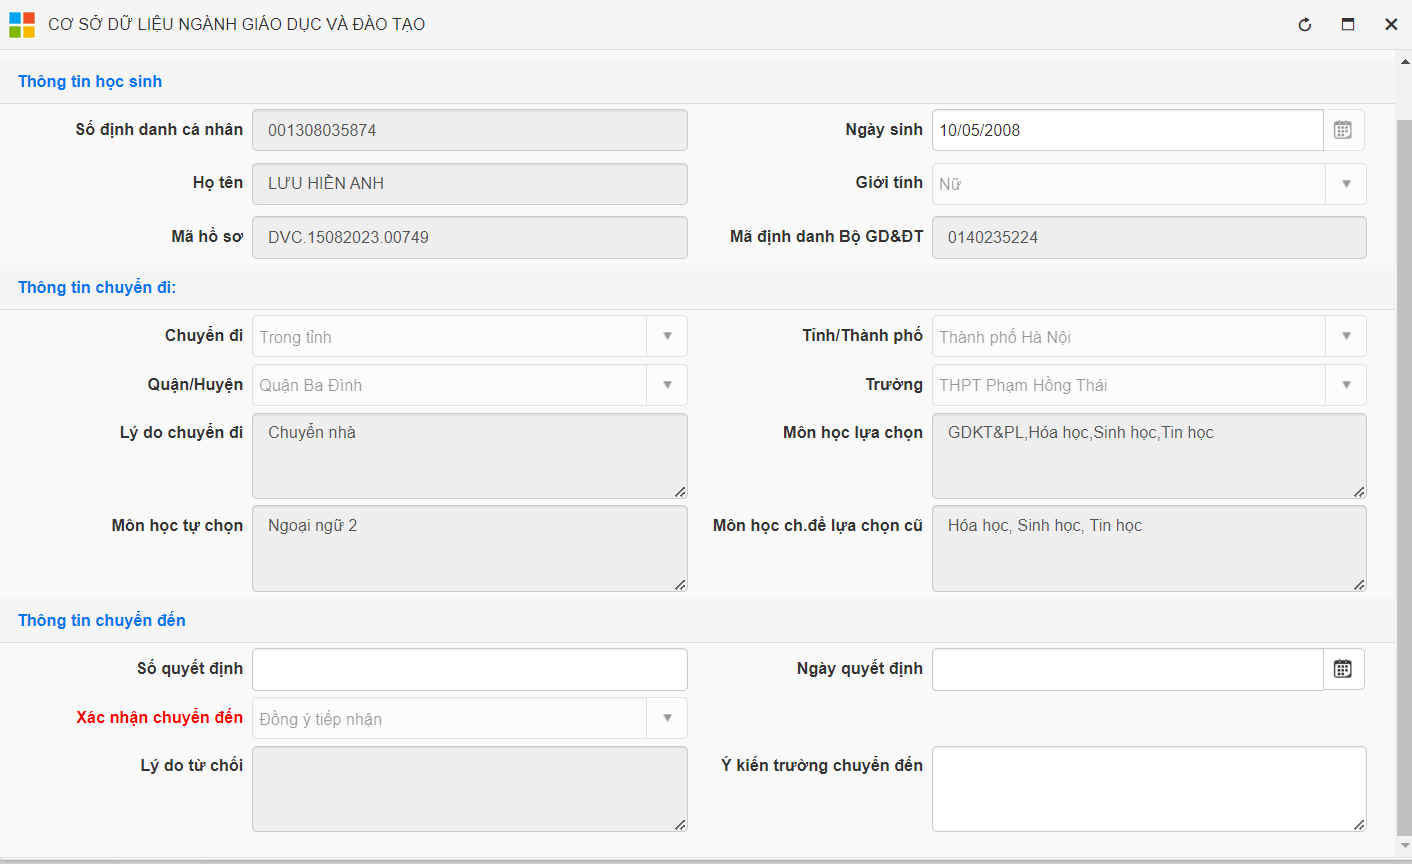 CƠ SỞ DỮ LIỆU NGÀNH GIÁO DỤC VÀ ĐÀO TẠO
Thông tin học sinh
Số định danh cá nhân 001308035874 Ngày sinh 10/05/2008
Họ tên LƯU HIỀN ANH Giới tính Nữ
Mã hồ sơ DVC.15082023.00749 Mã định danh Bộ GD&ĐT 0140235224
Thông tin chuyển đi:
Chuyển đi Trong tỉnh Tỉnh/Thành phố Thành phố Hà Nội
Quận/Huyện Quận Ba Đình Trường THPT Phạm Hồng Thái
Lý do chuyển đi Chuyển nhà Môn học lựa chọn GDKT&PL,Hóa học,Sinh học,Tin học
Môn học tự chọn Ngoại ngữ 2 Môn học ch.đề lựa chọn cũ Hóa học, Sinh học, Tin học
Thông tin chuyển đến
Số quyết định Ngày quyết định
Xác nhận chuyển đến Đồng ý tiếp nhận
Lý do từ chối Ý kiến trường chuyển đến